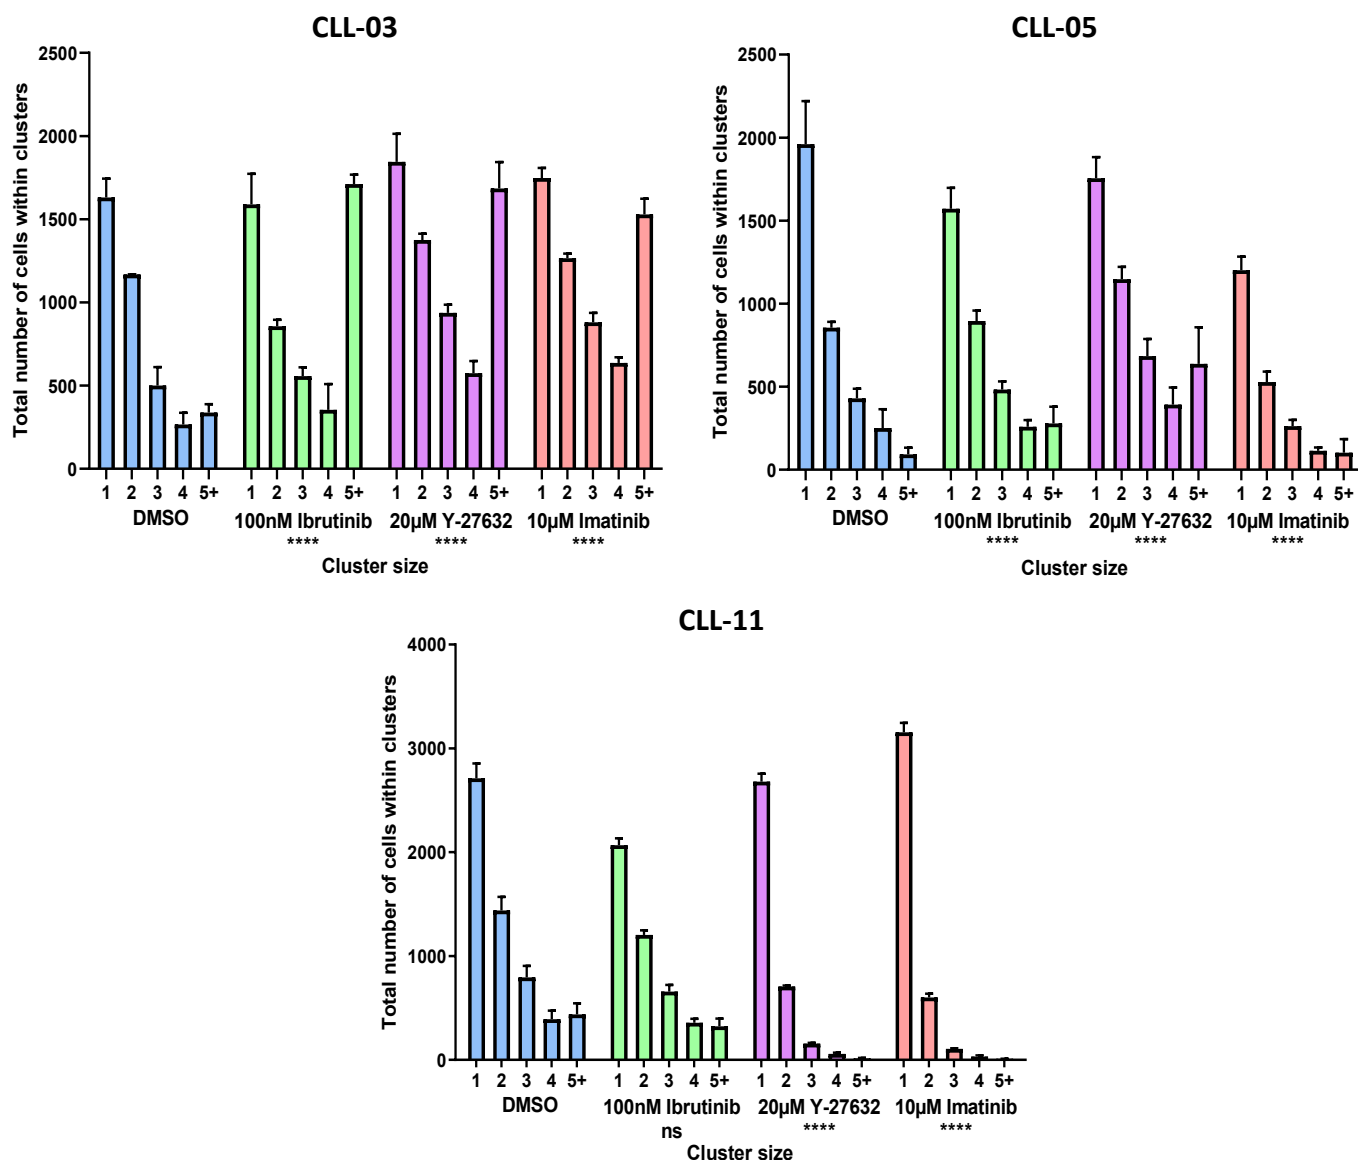 CLL-03
Total number of cells within clusters
2500
2000
1500
1000
500
0
1 2 3 4 5+ 1 2 3 4 5+ 1 2 3 4 5+ 1 2 3 4 5+
DMSO 100nM Ibrutinib 20µM Y-27632 10µM Imatinib
**** **** ****
Cluster size
CLL-05
Total number of cells within clusters
2500
2000
1500
1000
500
0
1 2 3 4 5+ 1 2 3 4 5+ 1 2 3 4 5+ 1 2 3 4 5+
DMSO 100nM Ibrutinib 20µM Y-27632 10µM Imatinib
**** **** ****
Cluster size
CLL-11
Total number of cells within clusters
4000
3000
2000
1000
0
1 2 3 4 5+ 1 2 3 4 5+ 1 2 3 4 5+ 1 2 3 4 5+
DMSO 100nM Ibrutinib 20µM Y-27632 10µM Imatinib
ns **** ****
Cluster size